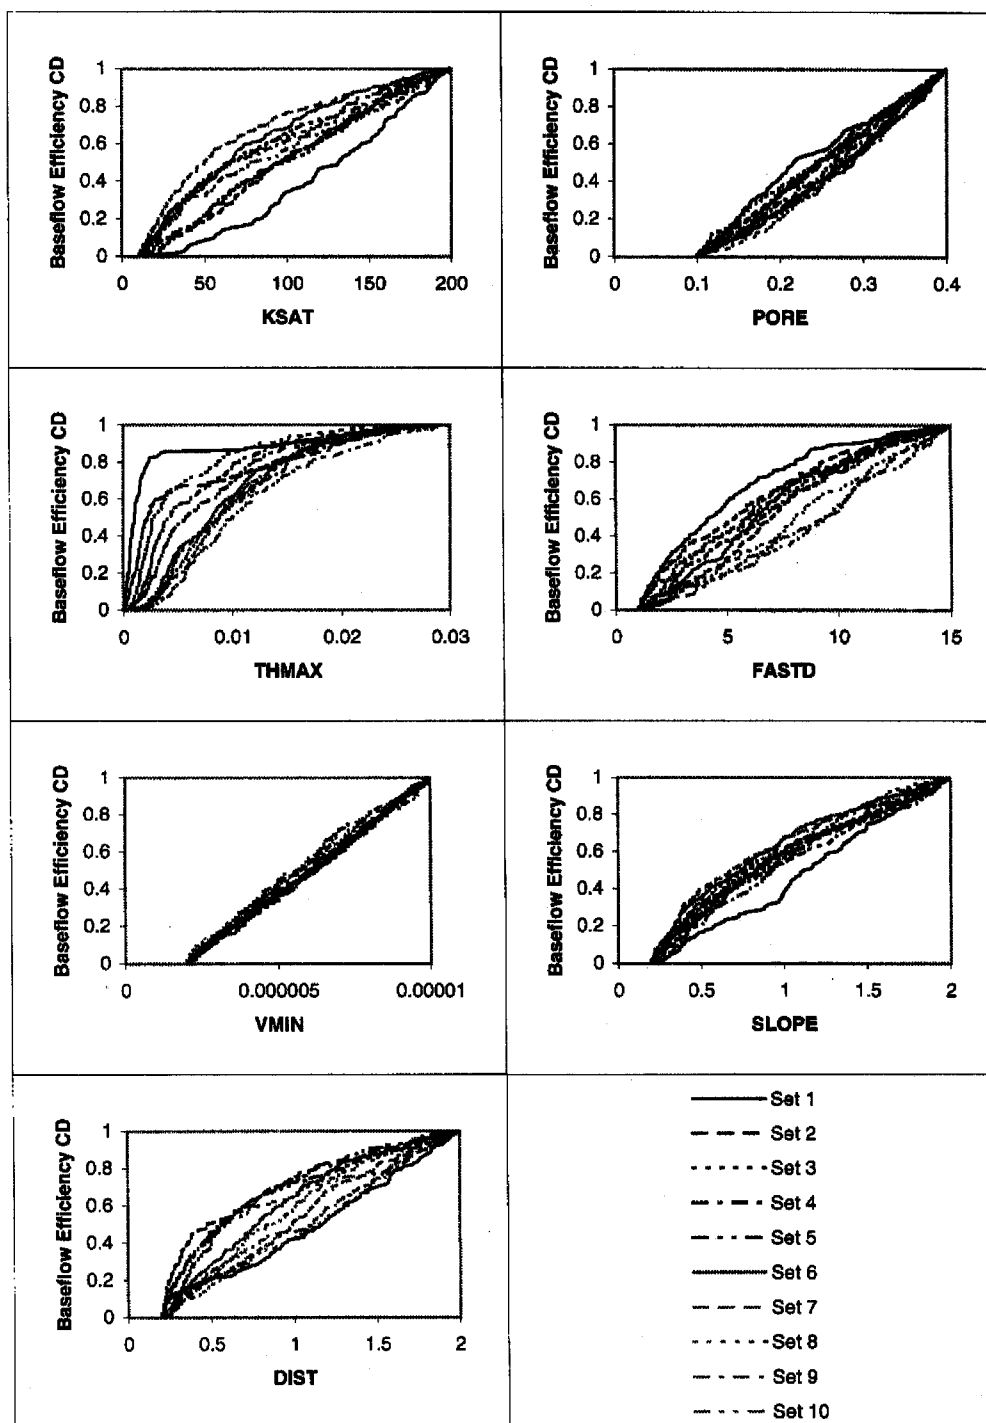 Baseflow Efficiency CD
1
0.8
0.6
0.4
0.2
0
0 50 100 150 200
KSAT
Baseflow Efficiency CD
1
0.8
0.6
0.4
0.2
0
0 0.1 0.2 0.3 0.4
PORE
Baseflow Efficiency CD
1
0.8
0.6
0.4
0.2
0
0 0.01 0.02 0.03
THMAX
Baseflow Efficiency CD
1
0.8
0.6
0.4
0.2
0
0 5 10 15
FASTD
Baseflow Efficiency CD
1
0.8
0.6
0.4
0.2
0
0 0.000005 0.00001
VMIN
Baseflow Efficiency CD
1
0.8
0.6
0.4
0.2
0
0 0.5 1 1.5 2
SLOPE
Baseflow Efficiency CD
1
0.8
0.6
0.4
0.2
0
0 0.5 1 1.5 2
DIST
Set 1
Set 2
Set 3
Set 4
Set 5
Set 6
Set 7
Set 8
Set 9
Set 10